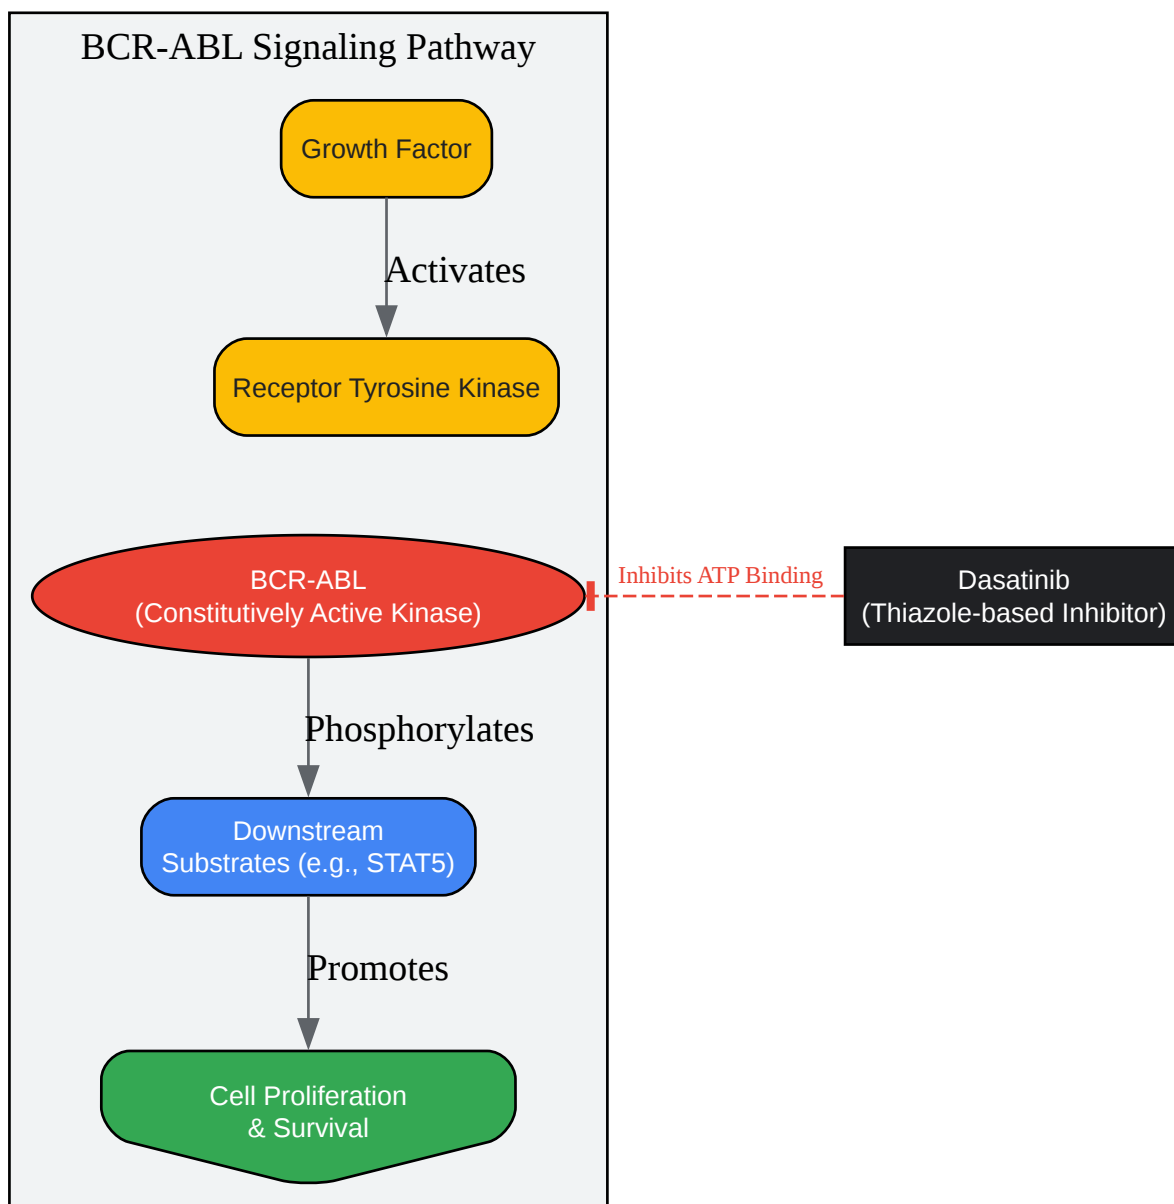 BCR-ABL Signaling Pathway
Growth Factor
Activates
Receptor Tyrosine Kinase
BCR-ABL
(Constitutively Active Kinase)
Inhibits ATP Binding
Dasatinib
(Thiazole-based Inhibitor)
Phosphorylates
Downstream
Substrates (e.g., STAT5)
Promotes
Cell Proliferation
& Survival